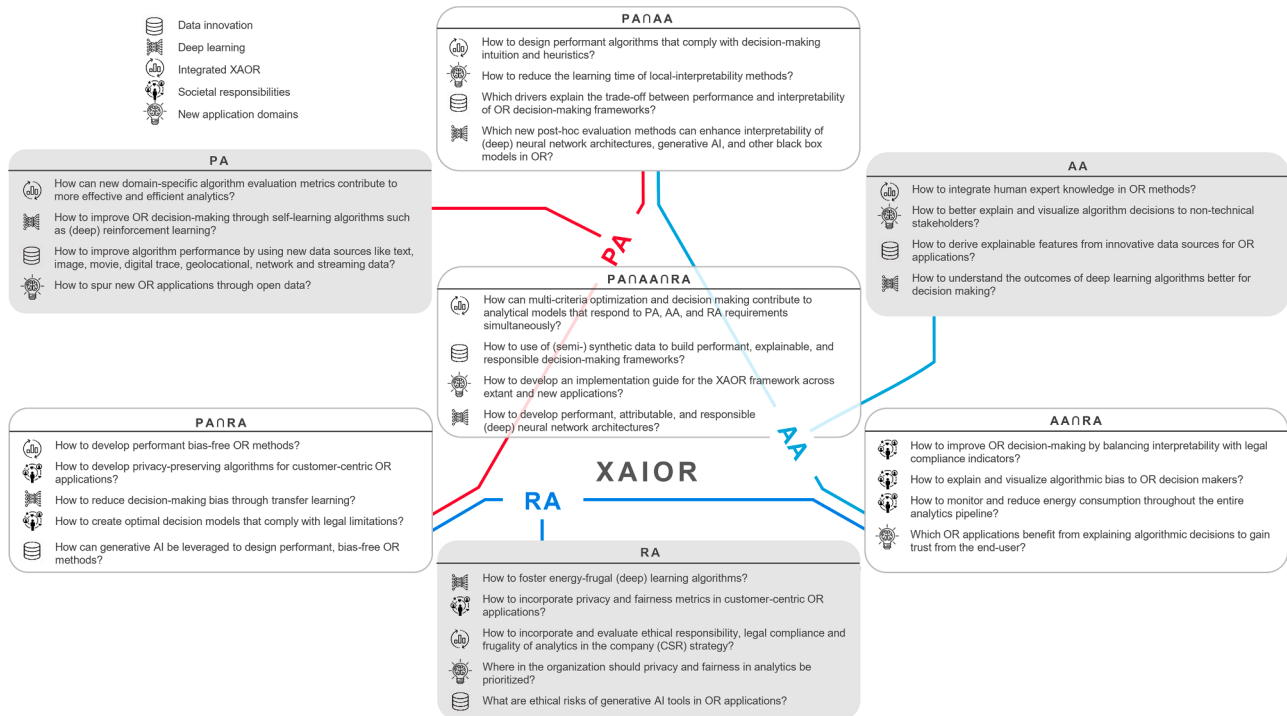 Data innovation
Deep learning
Integrated XAOR
Societal responsibilities
New application domains
PA∩AA
How to design performant algorithms that comply with decision-making
intuition and heuristics?
How to reduce the learning time of local-interpretability methods?
Which drivers explain the trade-off between performance and interpretability
of OR decision-making frameworks?
Which new post-hoc evaluation methods can enhance interpretability of
(deep) neural network architectures, generative AI, and other black box
models in OR?
PA
How can new domain-specific algorithm evaluation metrics contribute to
more effective and efficient analytics?
How to improve OR decision-making through self-learning algorithms such
as (deep) reinforcement learning?
How to improve algorithm performance by using new data sources like text,
image, movie, digital trace, geolocational, network and streaming data?
How to spur new OR applications through open data?
AA
How to integrate human expert knowledge in OR methods?
How to better explain and visualize algorithm decisions to non-technical
stakeholders?
How to derive explainable features from innovative data sources for OR
applications?
How to understand the outcomes of deep learning algorithms better for
decision making?
PA
PA∩AA∩RA
How can multi-criteria optimization and decision making contribute to
analytical models that respond to PA, AA, and RA requirements
simultaneously?
How to use of (semi-) synthetic data to build performant, explainable, and
responsible decision-making frameworks?
How to develop an implementation guide for the XAOR framework across
extant and new applications?
How to develop performant, attributable, and responsible
(deep) neural network architectures?
AA
PA∩RA
How to develop performant bias-free OR methods?
How to develop privacy-preserving algorithms for customer-centric OR
applications?
How to reduce decision-making bias through transfer learning?
How to create optimal decision models that comply with legal limitations?
How can generative AI be leveraged to design performant, bias-free OR
methods?
XAIOR
RA
AA∩RA
How to improve OR decision-making by balancing interpretability with legal
compliance indicators?
How to explain and visualize algorithmic bias to OR decision makers?
How to monitor and reduce energy consumption throughout the entire
analytics pipeline?
Which OR applications benefit from explaining algorithmic decisions to gain
trust from the end-user?
RA
How to foster energy-frugal (deep) learning algorithms?
How to incorporate privacy and fairness metrics in customer-centric OR
applications?
How to incorporate and evaluate ethical responsibility, legal compliance and
frugality of analytics in the company (CSR) strategy?
Where in the organization should privacy and fairness in analytics be
prioritized?
What are ethical risks of generative AI tools in OR applications?